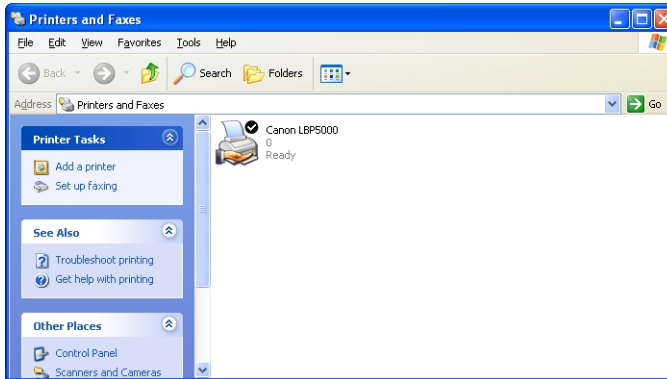 Printers and Faxes
File Edit View Favorites Tools Help
Back Search Folders
Address Printers and Faxes Go
Printer Tasks
Add a printer
Set up faxing
See Also
Troubleshoot printing
Get help with printing
Other Places
Control Panel
Scanners and Cameras
Canon LBP5000
0
Ready